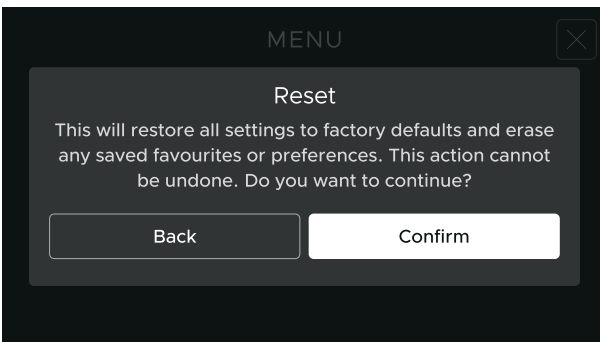 MENU
Reset
This will restore all settings to factory defaults and erase
any saved favourites or preferences. This action cannot
be undone. Do you want to continue?
Back
Confirm